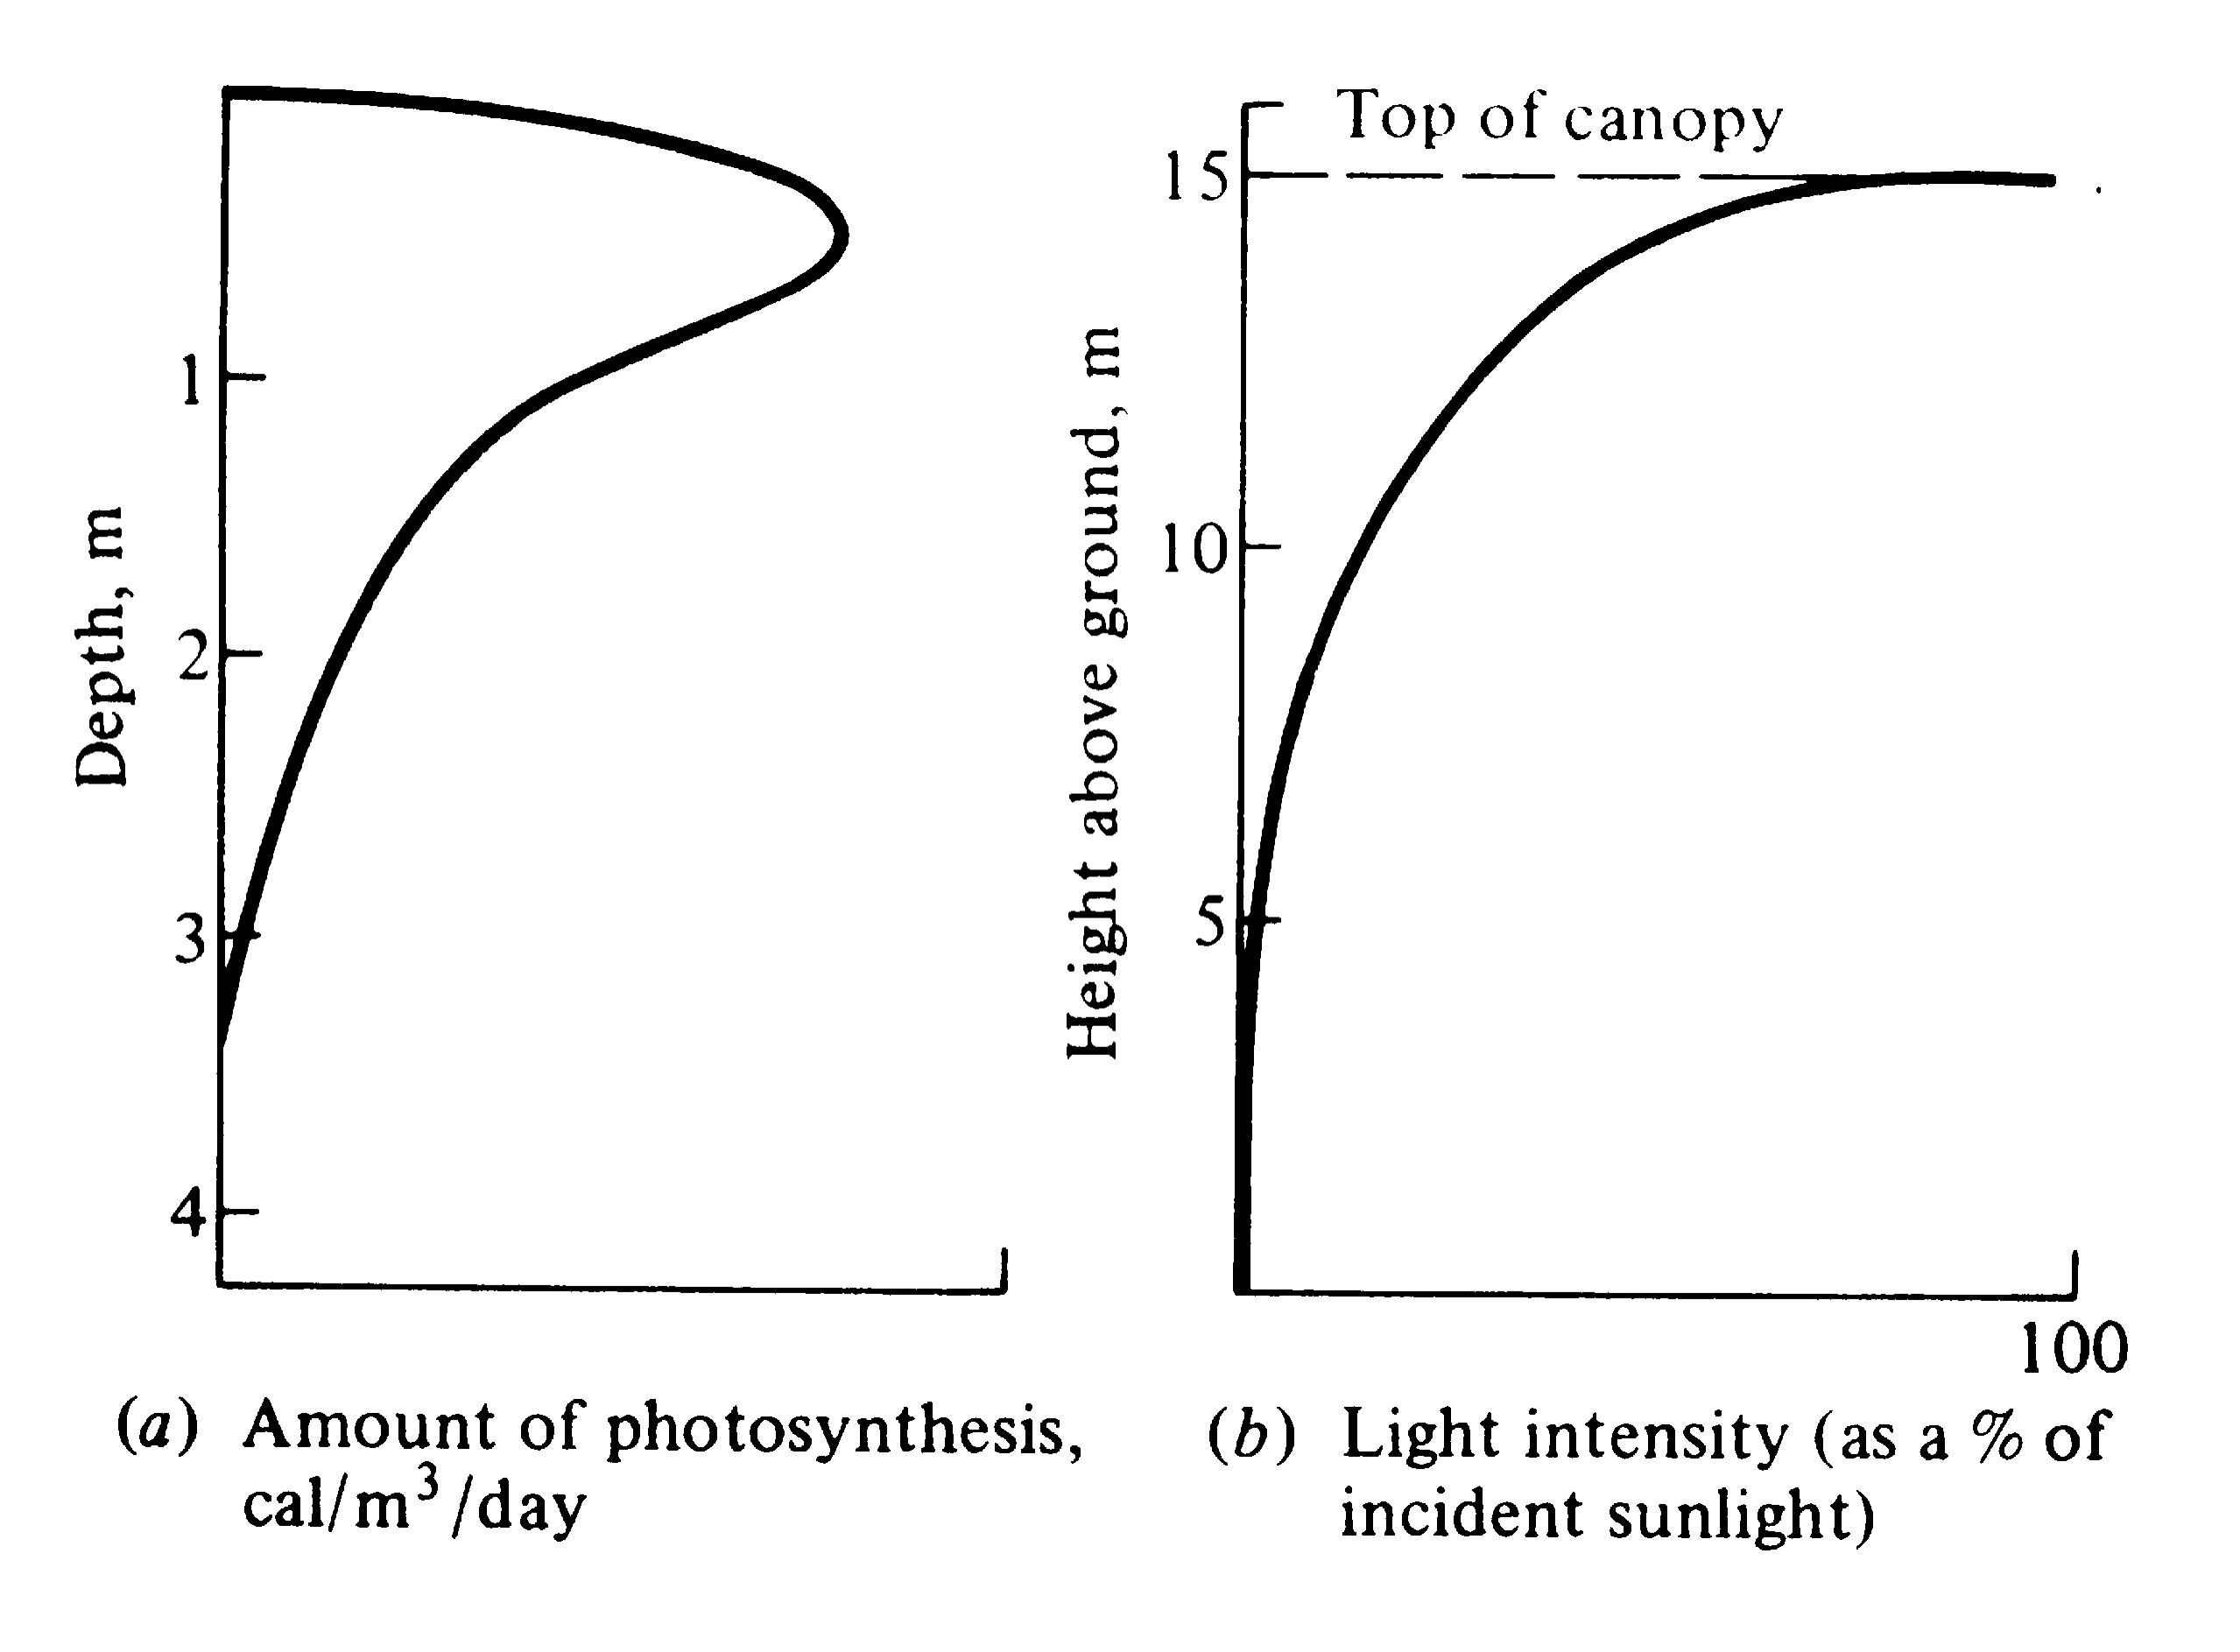 Depth, m
1
2
3
4
(a) Amount of photosynthesis,
cal/m³/day
Top of canopy
Height above ground, m
15
10
5
100
(b) Light intensity (as a % of
incident sunlight)